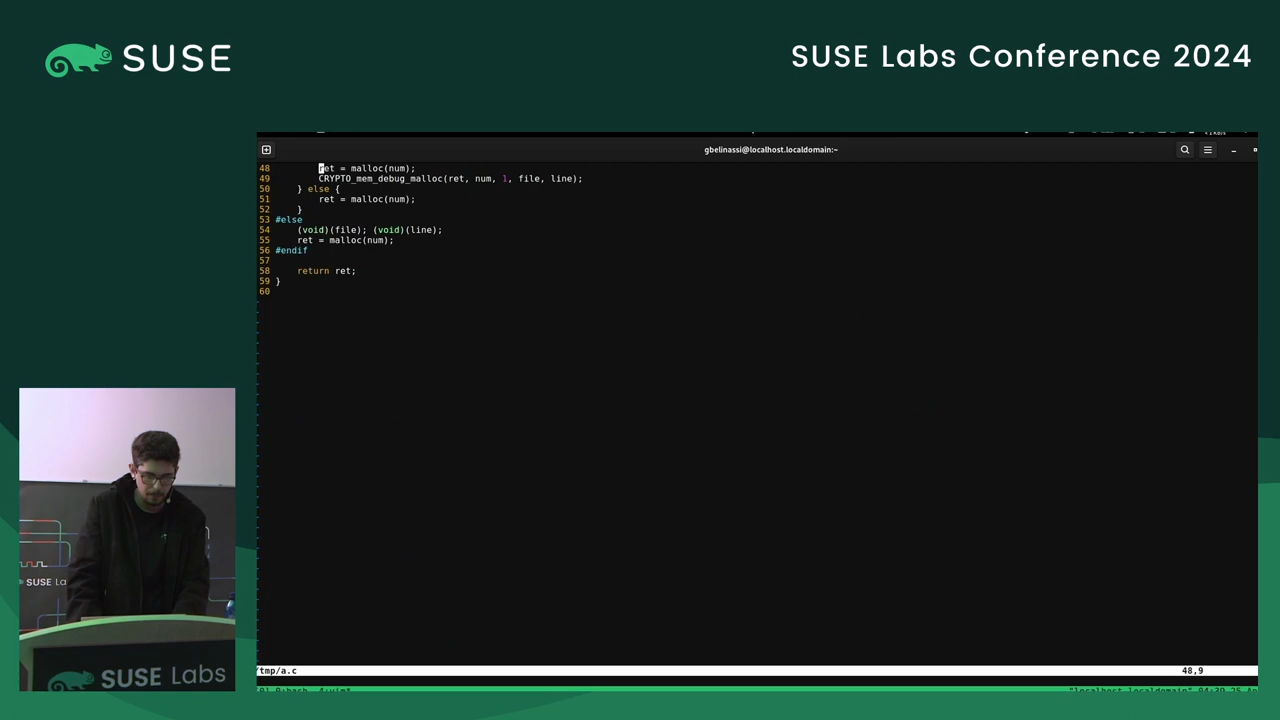 SUSE
SUSE Labs Conference 2024
gbelinassi@localhost.localdomain:~
48 ret = malloc(num);
49 CRYPTO_mem_debug_malloc(ret, num, 1, file, line);
50 } else {
51 ret = malloc(num);
52 }
53 #else
54 (void)(file); (void)(line);
55 ret = malloc(num);
56 #endif
57
58 return ret;
59 }
60
SUSE La
SUSE Labs
/tmp/a.c 48,9